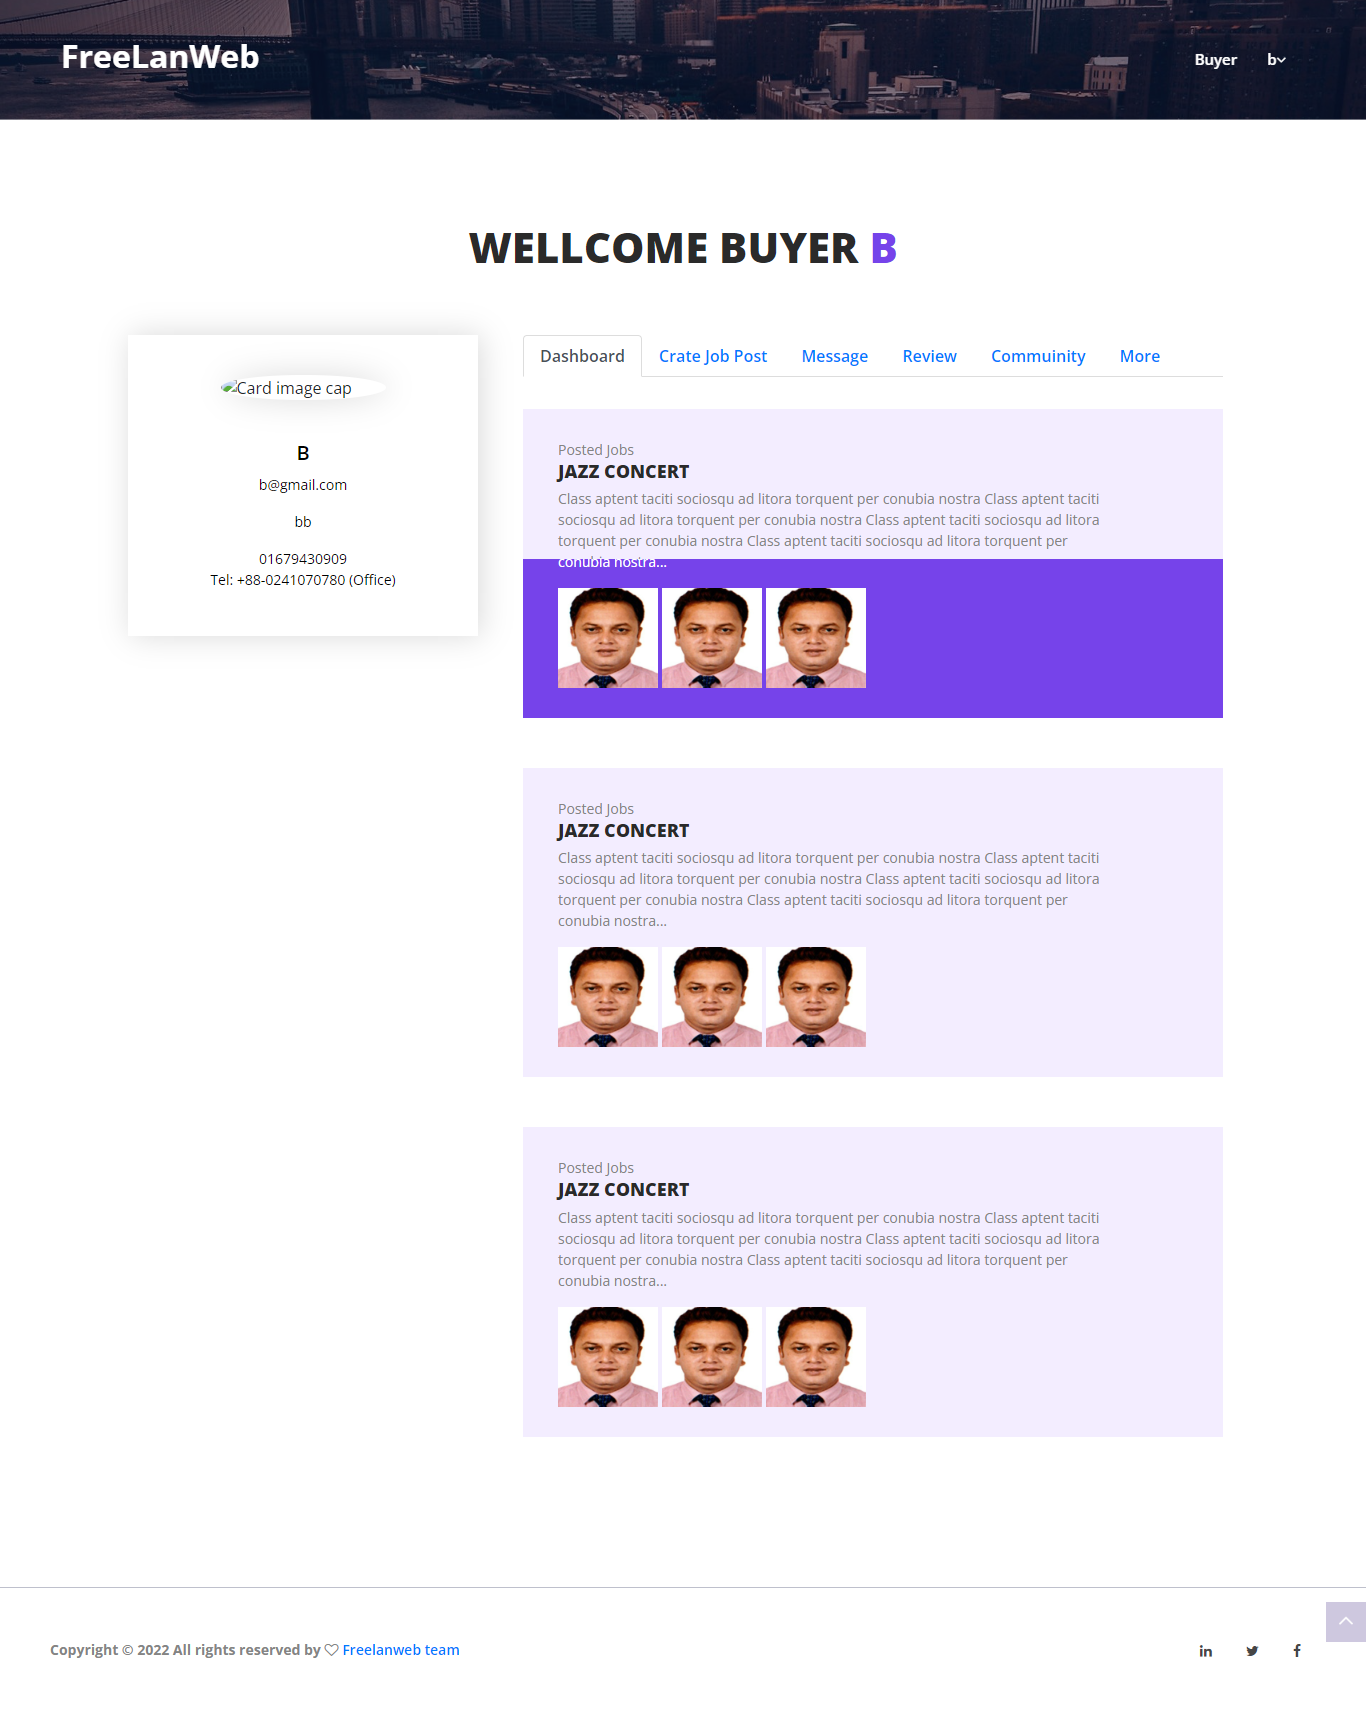 FreeLanWeb
Buyer b
WELLCOME BUYER B
Card image cap
B
b@gmail.com
bb
01679430909
Tel: +88-0241070780 (Office)
Dashboard Crate Job Post Message Review Commuinity More
Posted Jobs
JAZZ CONCERT
Class aptent taciti sociosqu ad litora torquent per conubia nostra Class aptent taciti
sociosqu ad litora torquent per conubia nostra Class aptent taciti sociosqu ad litora
torquent per conubia nostra Class aptent taciti sociosqu ad litora torquent per
conubia nostra...
Posted Jobs
JAZZ CONCERT
Class aptent taciti sociosqu ad litora torquent per conubia nostra Class aptent taciti
sociosqu ad litora torquent per conubia nostra Class aptent taciti sociosqu ad litora
torquent per conubia nostra Class aptent taciti sociosqu ad litora torquent per
conubia nostra...
Posted Jobs
JAZZ CONCERT
Class aptent taciti sociosqu ad litora torquent per conubia nostra Class aptent taciti
sociosqu ad litora torquent per conubia nostra Class aptent taciti sociosqu ad litora
torquent per conubia nostra Class aptent taciti sociosqu ad litora torquent per
conubia nostra...
Copyright © 2022 All rights reserved by ♡ Freelanweb team